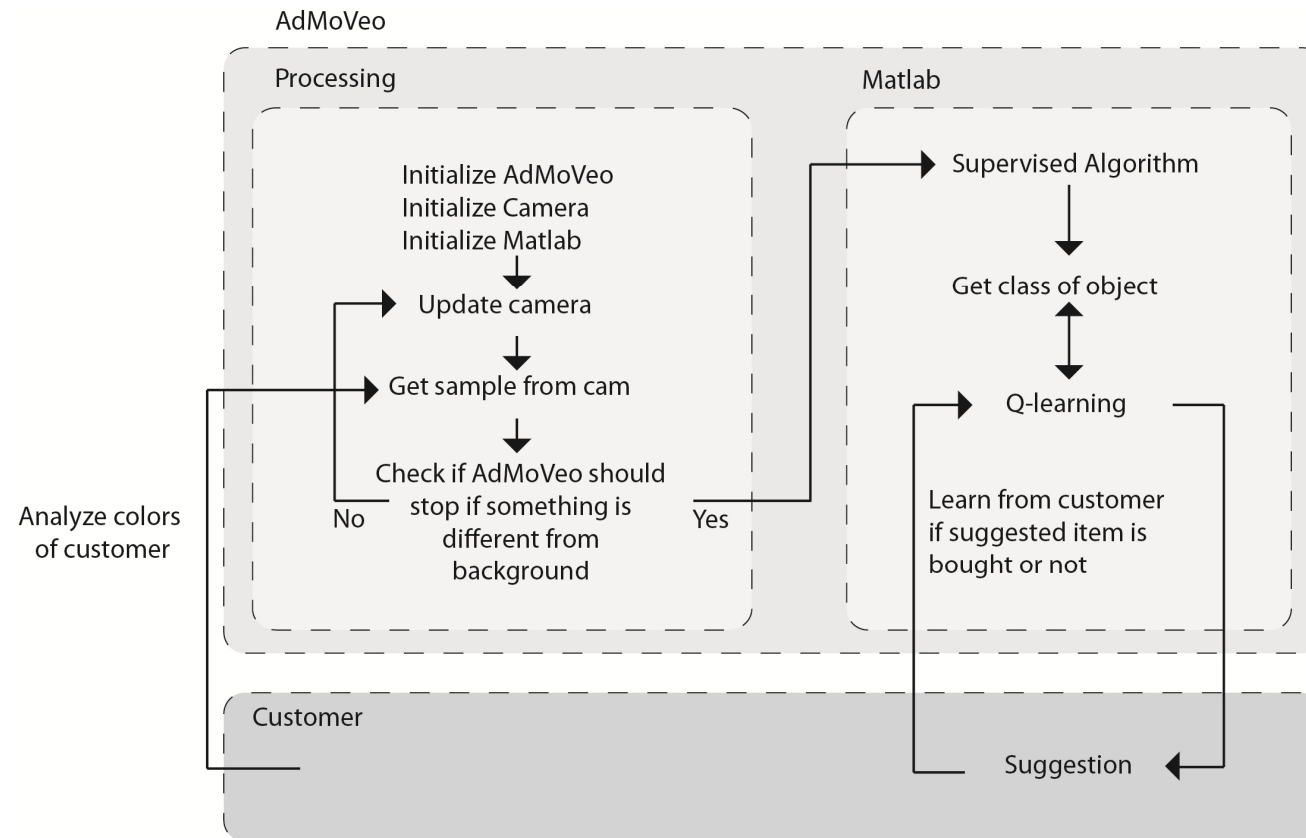 AdMoVeo
Processing
Initialize AdMoVeo
Initialize Camera
Initialize Matlab
Update camera
Get sample from cam
Check if AdMoVeo should
stop if something is
different from
background
No
Yes
Analyze colors
of customer
Matlab
Supervised Algorithm
Get class of object
Q-learning
Learn from customer
if suggested item is
bought or not
Customer
Suggestion